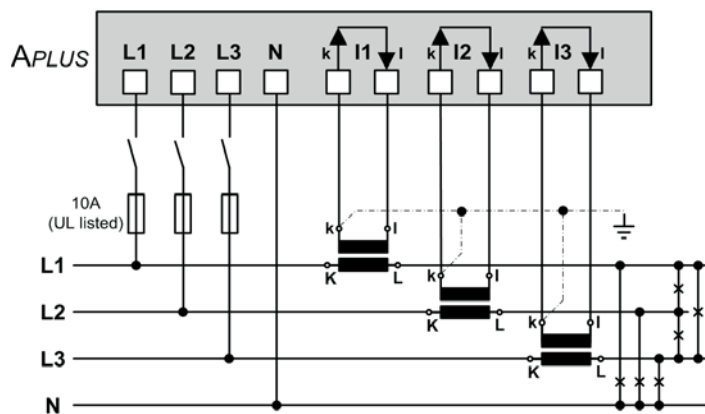 APLUS
L1 L2 L3 N k I1 l k I2 l k I3 l
10A
(UL listed)
k l
L1
K L
k l
L2
K L
k l
L3
K L
N